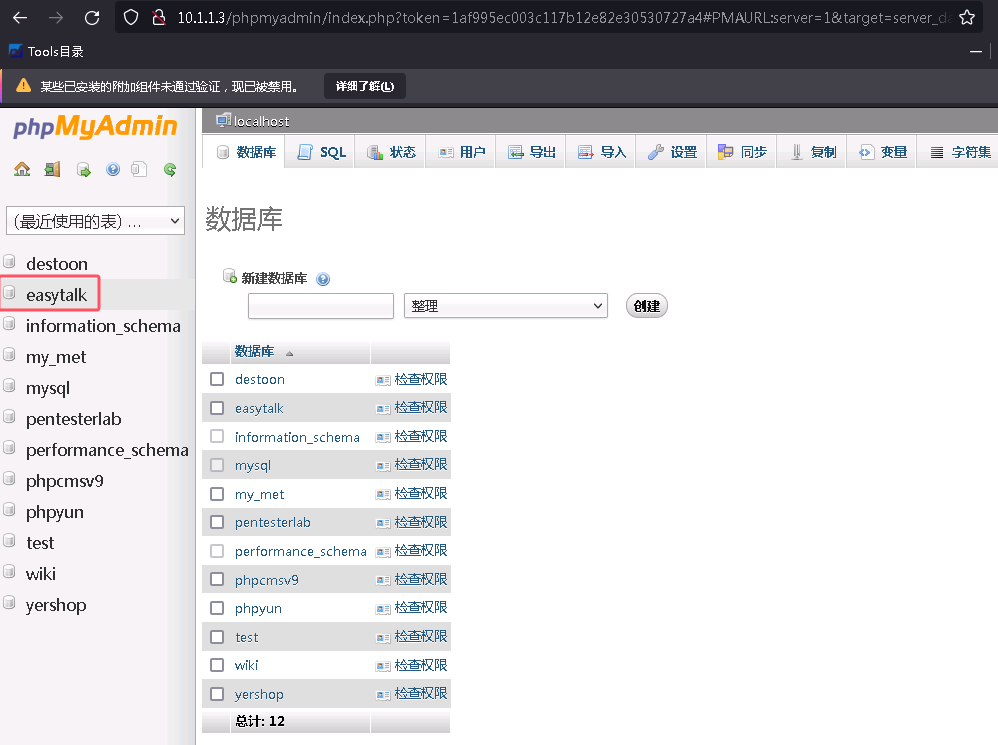 10.1.1.3/phpmyadmin/index.php?token=1af995ec003c117b12e82e30530727a4#PMAURL:server=1&target=server_da
Tools目录
某些已安装的附加组件未通过验证，现已被禁用。 详细了解(L)
phpMyAdmin
localhost
数据库 SQL 状态 用户 导出 导入 设置 同步 复制 变量 字符集
(最近使用的表) ...
数据库
destoon
easytalk
information_schema
my_met
mysql
pentesterlab
performance_schema
phpcmsv9
phpyun
test
wiki
yershop
新建数据库
整理 创建
数据库
destoon 检查权限
easytalk 检查权限
information_schema 检查权限
mysql 检查权限
my_met 检查权限
pentesterlab 检查权限
performance_schema 检查权限
phpcmsv9 检查权限
phpyun 检查权限
test 检查权限
wiki 检查权限
yershop 检查权限
总计: 12